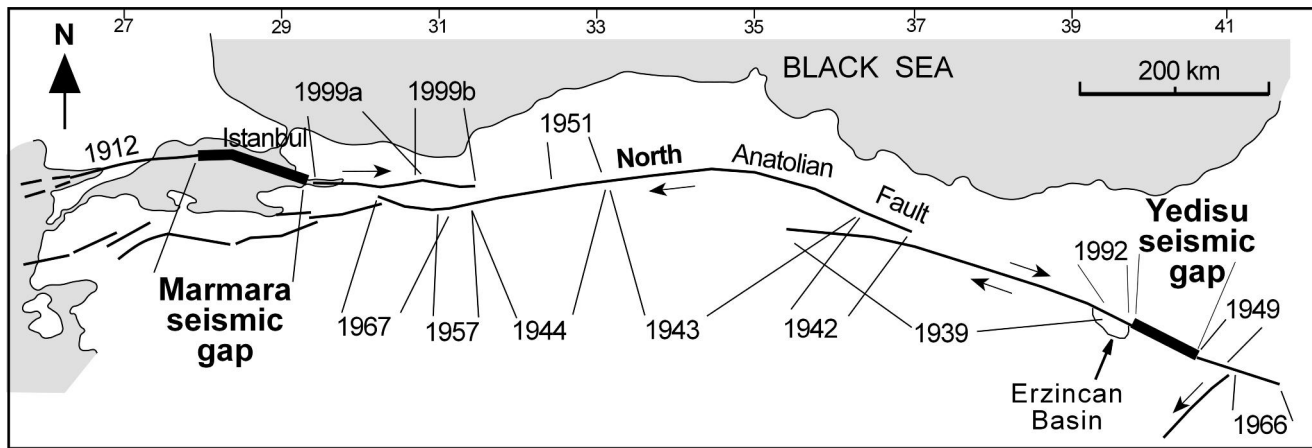 27 29 31 33 35 37 39 41
N
BLACK SEA
200 km
1999a
1999b
1951
1912
Istanbul
North Anatolian Fault
Yedisu
seismic
gap
1992
Marmara
seismic
gap
1967
1957
1944
1943
1942
1939
1949
1966
Erzincan
Basin